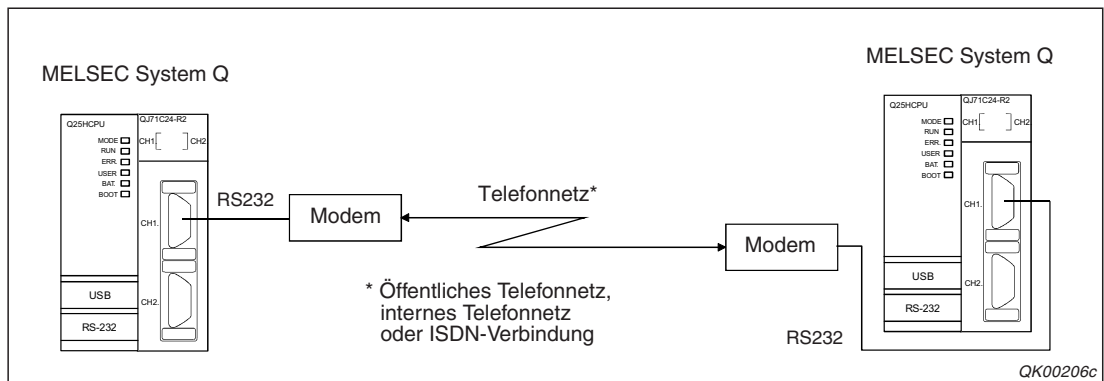 MELSEC System Q
Q25HCPU
QJ71C24-R2
MODE
RUN
ERR.
USER
BAT.
BOOT
CH1.
CH2
CH1.
CH2.
USB
RS-232
RS232
Modem
Telefonnetz*
* Öffentliches Telefonnetz,
internes Telefonnetz
oder ISDN-Verbindung
Modem
RS232
MELSEC System Q
Q25HCPU
QJ71C24-R2
MODE
RUN
ERR.
USER
BAT.
BOOT
CH1.
CH2
CH1.
CH2.
USB
RS-232
QK00206c